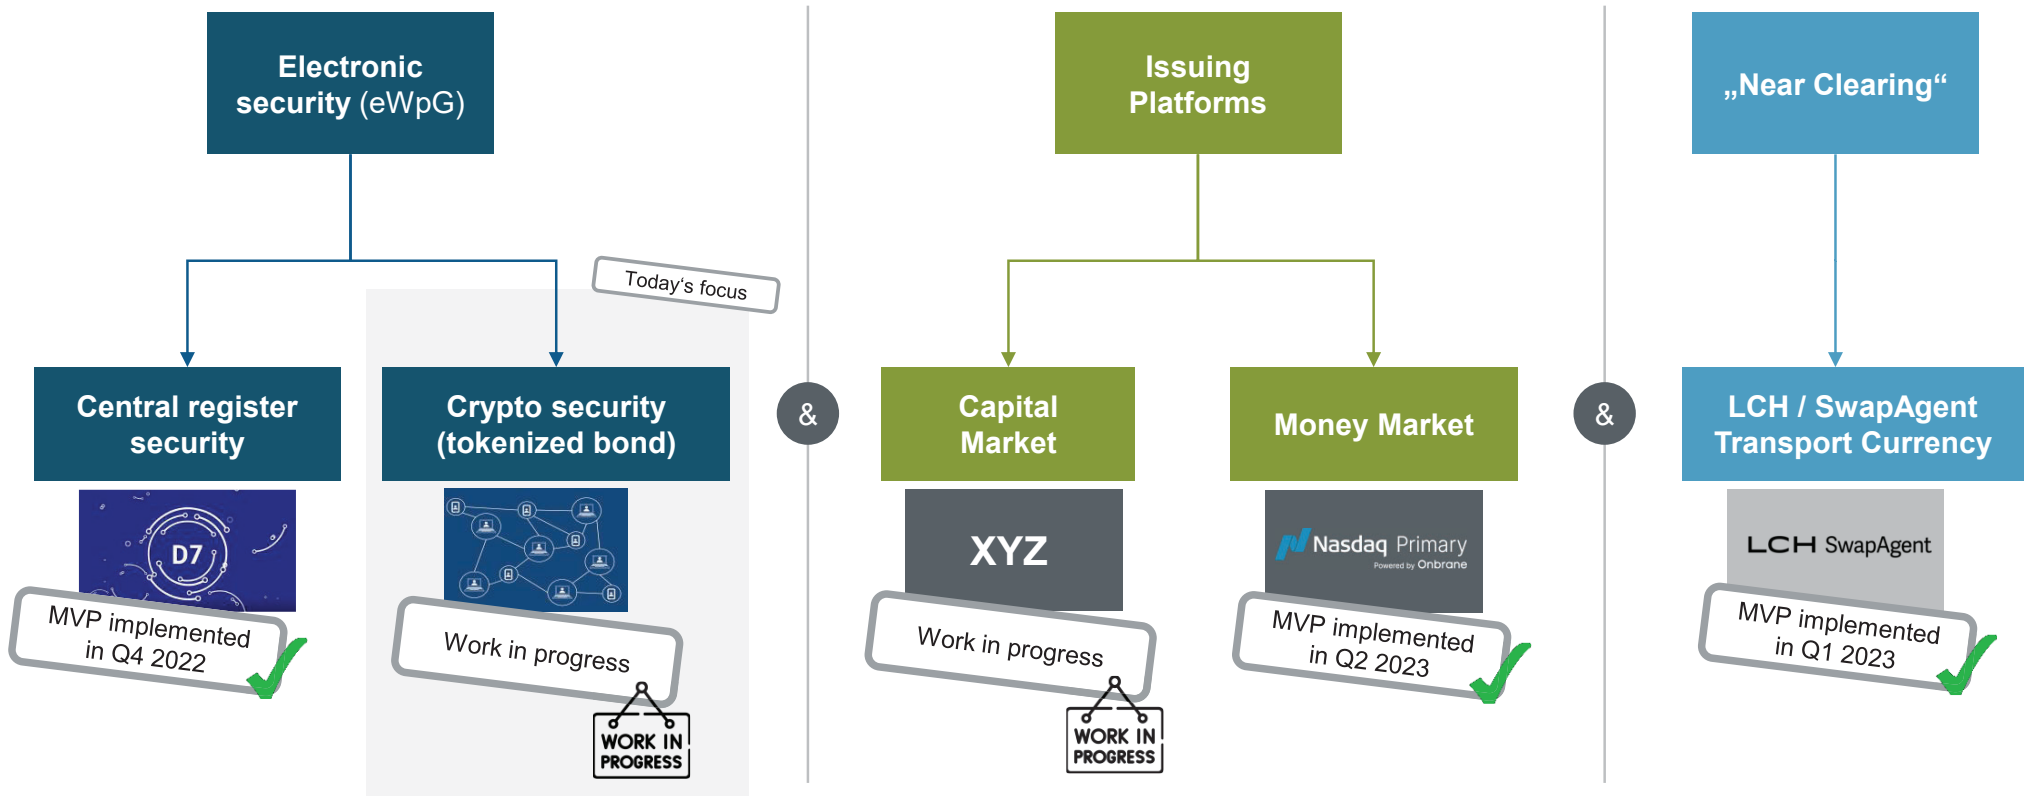 Electronic
security (eWpG)
Issuing
Platforms
„Near Clearing“
Today‘s focus
Central register
security
Crypto security
(tokenized bond)
&
Capital
Market
Money Market
&
LCH / SwapAgent
Transport Currency
D7
XYZ
Nasdaq Primary
Powered by Onbrane
LCH SwapAgent
MVP implemented
in Q4 2022
Work in progress
WORK IN
PROGRESS
Work in progress
WORK IN
PROGRESS
MVP implemented
in Q2 2023
MVP implemented
in Q1 2023